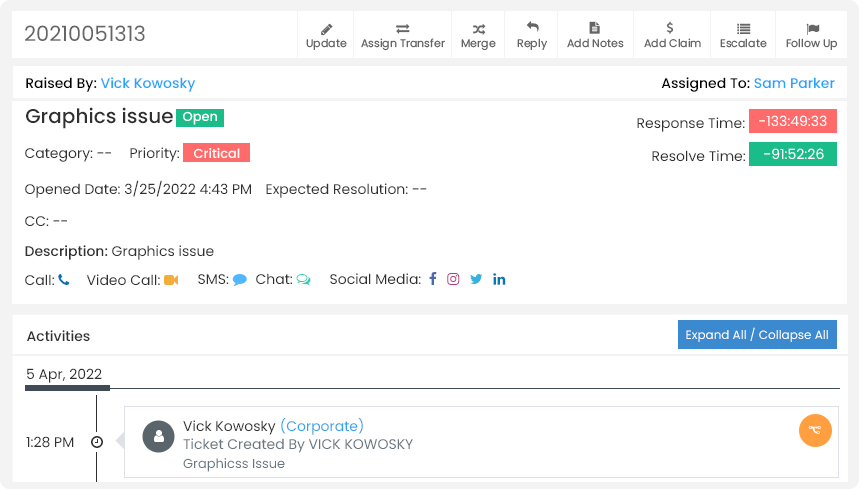 20210051313
Update
Assign Transfer
Merge
Reply
Add Notes
Add Claim
Escalate
Follow Up
Raised By: Vick Kowosky
Assigned To: Sam Parker
Graphics issue Open
Response Time: -133:49:33
Category: -- Priority: Critical
Resolve Time: -91:52:26
Opened Date: 3/25/2022 4:43 PM Expected Resolution: --
CC: --
Description: Graphics issue
Call: Video Call: SMS: Chat: Social Media:
Activities
Expand All / Collapse All
5 Apr, 2022
1:28 PM
Vick Kowosky (Corporate)
Ticket Created By VICK KOWOSKY
Graphicss Issue